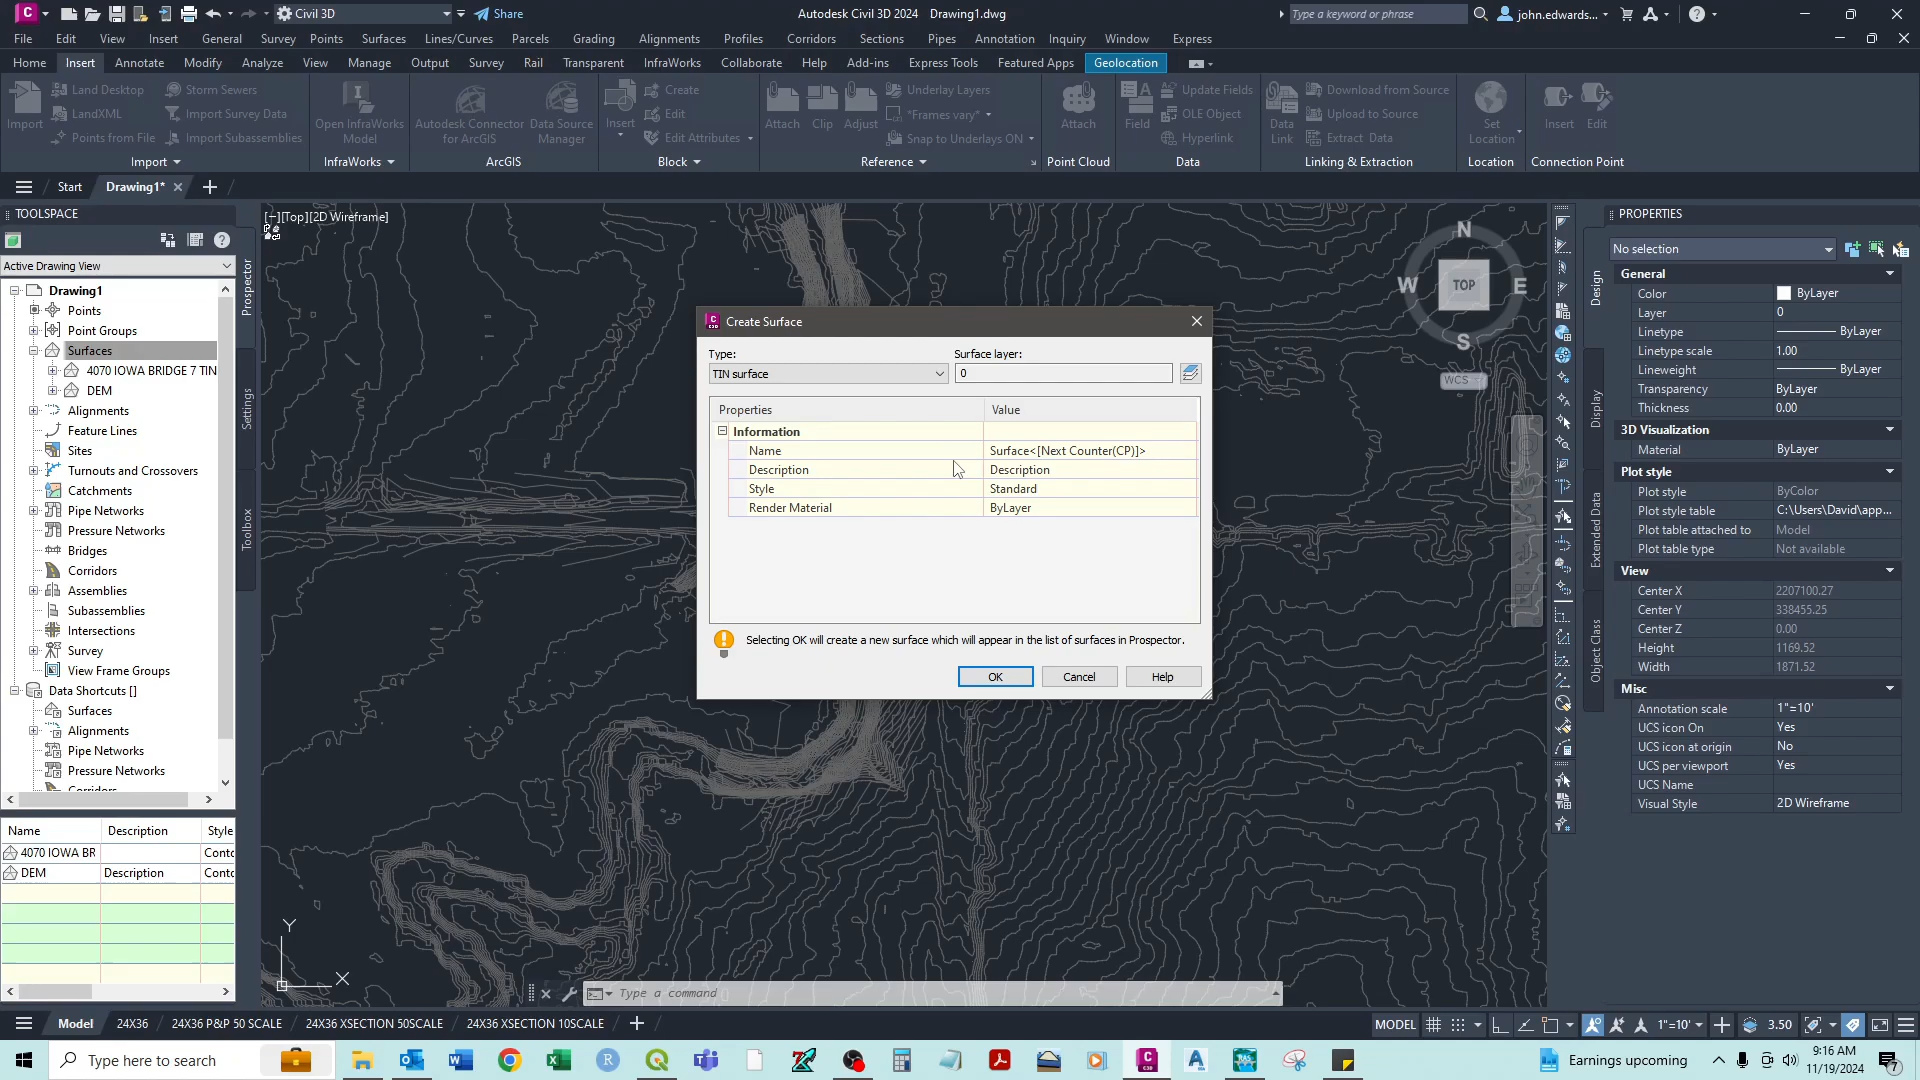 Civil 3D
Share
Autodesk Civil 3D 2024 Drawing1.dwg
Type a keyword or phrase
john.edwards...
File Edit View Insert General Survey Points Surfaces Lines/Curves Parcels Grading Alignments Profiles Corridors Sections Pipes Annotation Inquiry Window Express
Home Insert Annotate Modify Analyze View Manage Output Survey Rail Transparent InfraWorks Collaborate Help Add-ins Express Tools Featured Apps Geolocation
Import
Land Desktop
LandXML
Points from File
Storm Sewers
Import Survey Data
Import Subassemblies
Open InfraWorks
Model
Autodesk Connector
for ArcGIS
Data Source
Manager
Insert
Create
Edit
Edit Attributes
Attach
Clip
Adjust
Underlay Layers
*Frames vary*
Snap to Underlays ON
Attach
Field
Update Fields
OLE Object
Hyperlink
Data
Link
Download from Source
Upload to Source
Extract Data
Set
Location
Insert
Edit
Import InfraWorks ArcGIS Block Reference Point Cloud Data Linking & Extraction Location Connection Point
Start
Drawing1*
TOOLSPACE
Active Drawing View
Drawing1
Points
Point Groups
Surfaces
4070 IOWA BRIDGE 7 TIN
DEM
Alignments
Feature Lines
Sites
Turnouts and Crossovers
Catchments
Pipe Networks
Pressure Networks
Bridges
Corridors
Assemblies
Subassemblies
Intersections
Survey
View Frame Groups
Data Shortcuts []
Surfaces
Alignments
Pipe Networks
Pressure Networks
Corridors
Prospector
Settings
Toolbox
Name Description Style
4070 IOWA BR Conto
DEM Description Conto
[−][Top][2D Wireframe]
Create Surface
Type:
TIN surface
Surface layer:
0
Properties Value
Information
Name Surface<[Next Counter(CP)]>
Description Description
Style Standard
Render Material ByLayer
Selecting OK will create a new surface which will appear in the list of surfaces in Prospector.
OK Cancel Help
N
W TOP E
S
WCS
Y
X
Type a command
PROPERTIES
No selection
General
Color ByLayer
Layer 0
Linetype ByLayer
Linetype scale 1.00
Lineweight ByLayer
Transparency ByLayer
Thickness 0.00
3D Visualization
Material ByLayer
Plot style
Plot style ByColor
Plot style table C:\Users\David\app...
Plot table attached to Model
Plot table type Not available
View
Center X 2207100.27
Center Y 338455.25
Center Z 0.00
Height 1169.52
Width 1871.52
Misc
Annotation scale 1"=10'
UCS icon On Yes
UCS icon at origin No
UCS per viewport Yes
UCS Name
Visual Style 2D Wireframe
Design
Display
Extended Data
Object Class
Model 24X36 24X36 P&P 50 SCALE 24X36 XSECTION 50SCALE 24X36 XSECTION 10SCALE
MODEL 1"=10' 3.50
Type here to search
Earnings upcoming
9:16 AM
11/19/2024
7